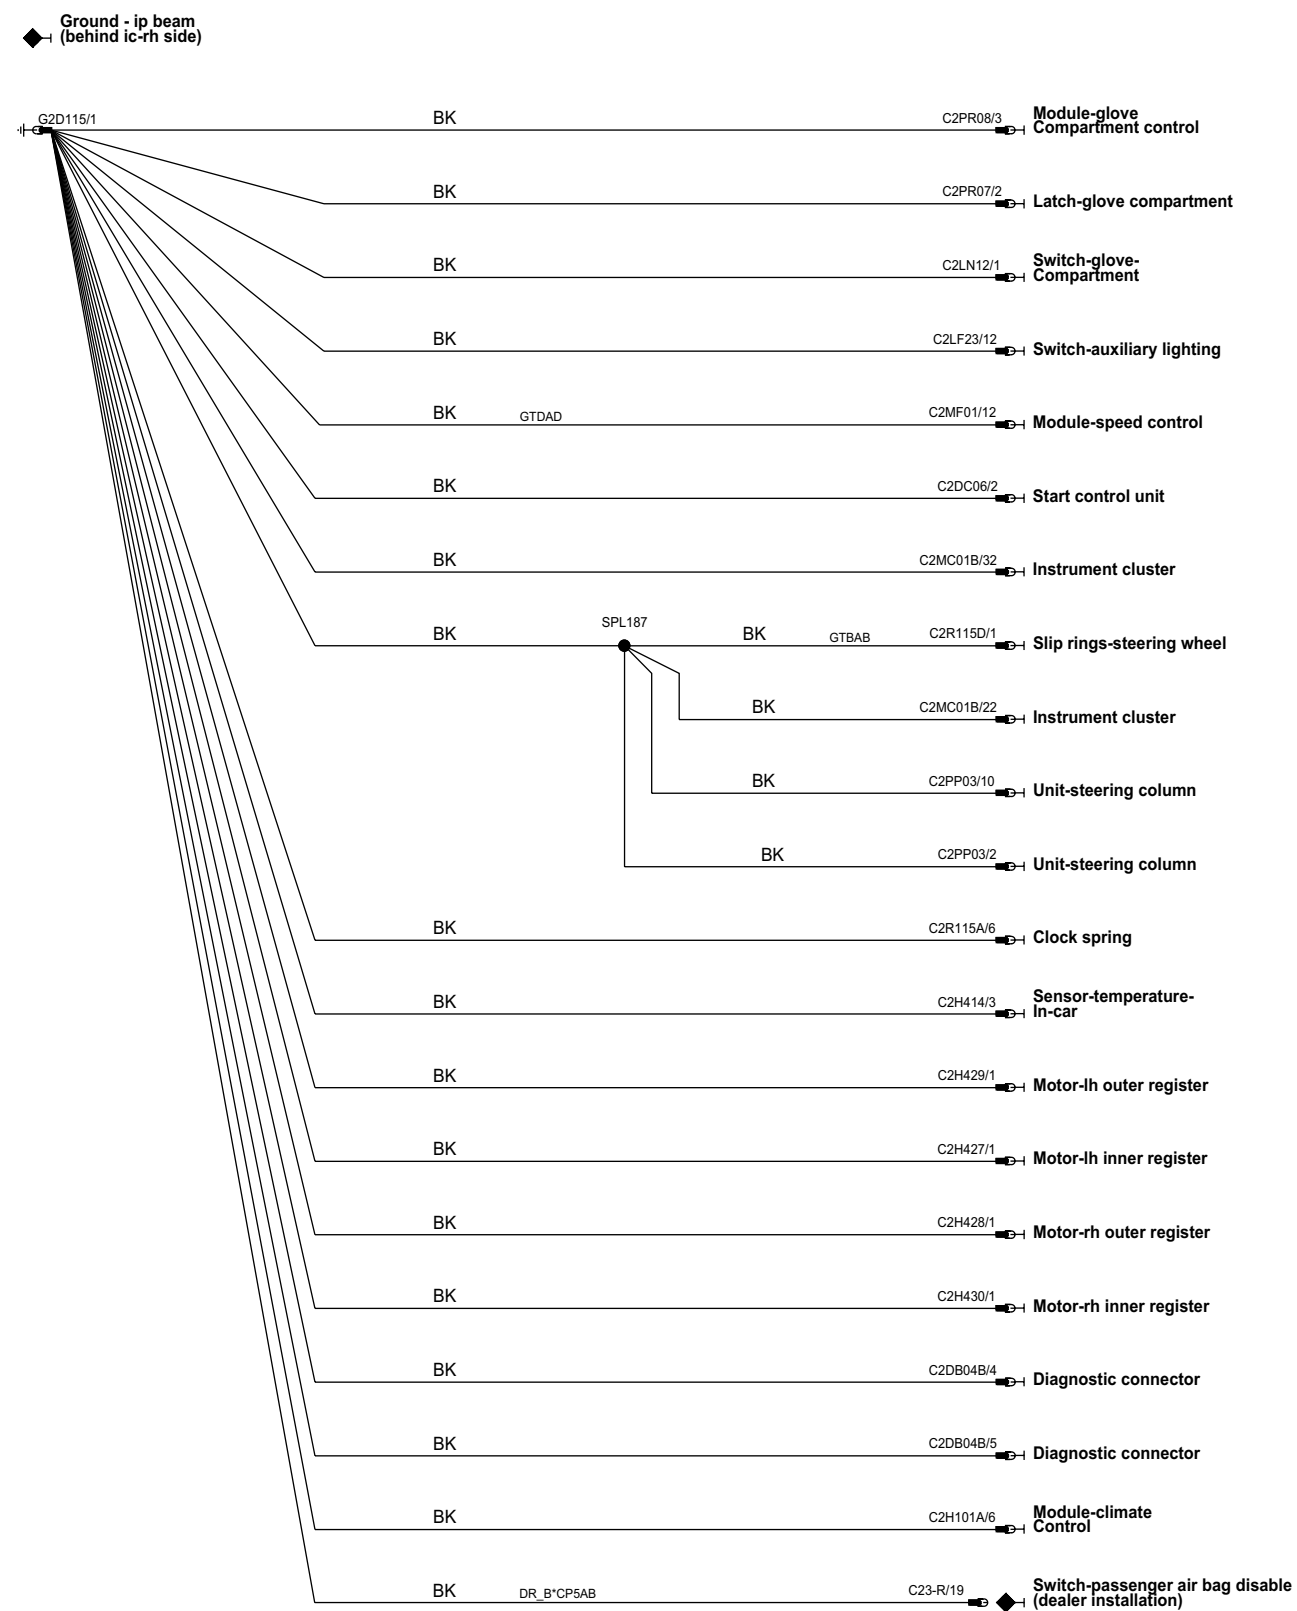 Ground - ip beam
(behind ic-rh side)
G2D115/1
BK
C2PR08/3
Module-glove
Compartment control
BK
C2PR07/2
Latch-glove compartment
BK
C2LN12/1
Switch-glove-
Compartment
BK
C2LF23/12
Switch-auxiliary lighting
BK
GTDAD
C2MF01/12
Module-speed control
BK
C2DC06/2
Start control unit
BK
C2MC01B/32
Instrument cluster
BK
SPL187
BK
GTBAB
C2R115D/1
Slip rings-steering wheel
BK
C2MC01B/22
Instrument cluster
BK
C2PP03/10
Unit-steering column
BK
C2PP03/2
Unit-steering column
BK
C2R115A/6
Clock spring
BK
C2H414/3
Sensor-temperature-
In-car
BK
C2H429/1
Motor-lh outer register
BK
C2H427/1
Motor-lh inner register
BK
C2H428/1
Motor-rh outer register
BK
C2H430/1
Motor-rh inner register
BK
C2DB04B/4
Diagnostic connector
BK
C2DB04B/5
Diagnostic connector
BK
C2H101A/6
Module-climate
Control
BK
DR_B*CP5AB
C23-R/19
Switch-passenger air bag disable
(dealer installation)